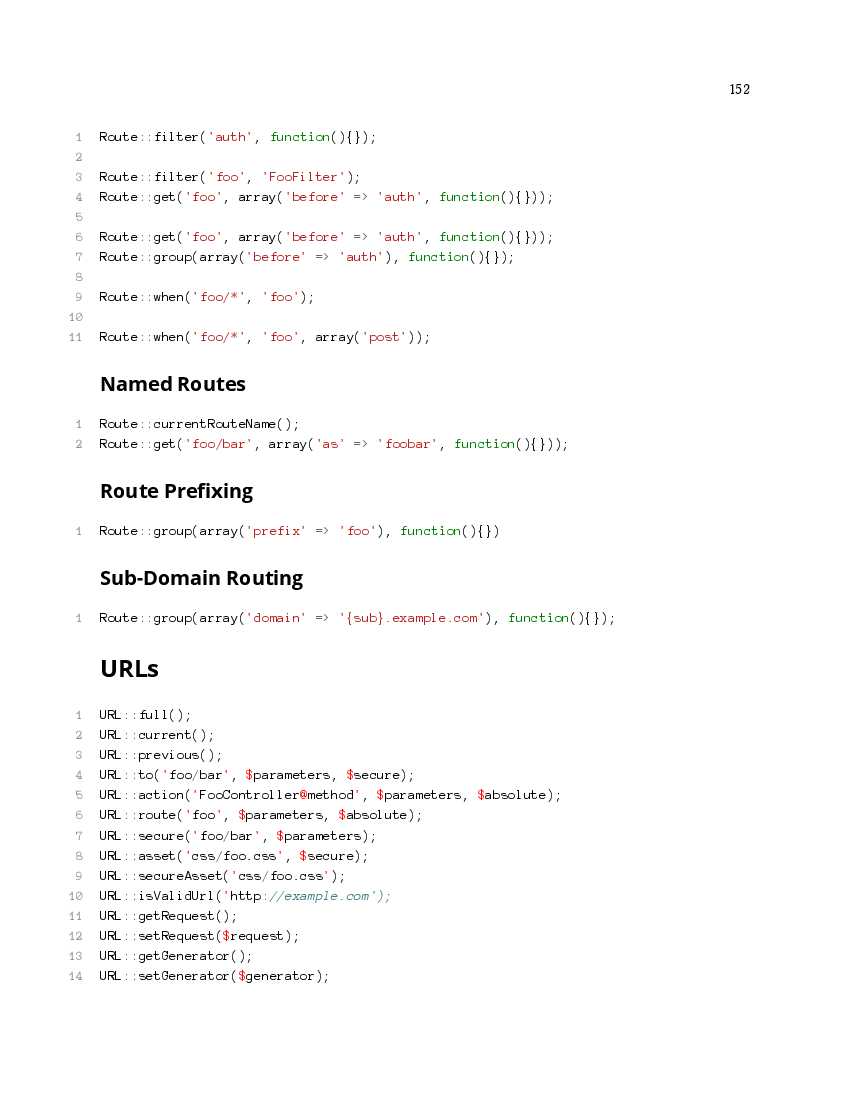 152
1 Route::filter('auth', function(){});
2
3 Route::filter('foo', 'FooFilter');
4 Route::get('foo', array('before' => 'auth', function(){}));
5
6 Route::get('foo', array('before' => 'auth', function(){}));
7 Route::group(array('before' => 'auth'), function(){});
8
9 Route::when('foo/*', 'foo');
10
11 Route::when('foo/*', 'foo', array('post'));
Named Routes
1 Route::currentRouteName();
2 Route::get('foo/bar', array('as' => 'foobar', function(){}));
Route Prefixing
1 Route::group(array('prefix' => 'foo'), function(){})
Sub-Domain Routing
1 Route::group(array('domain' => '{sub}.example.com'), function(){});
URLs
1 URL::full();
2 URL::current();
3 URL::previous();
4 URL::to('foo/bar', $parameters, $secure);
5 URL::action('FooController@method', $parameters, $absolute);
6 URL::route('foo', $parameters, $absolute);
7 URL::secure('foo/bar', $parameters);
8 URL::asset('css/foo.css', $secure);
9 URL::secureAsset('css/foo.css');
10 URL::isValidUrl('http://example.com');
11 URL::getRequest();
12 URL::setRequest($request);
13 URL::getGenerator();
14 URL::setGenerator($generator);